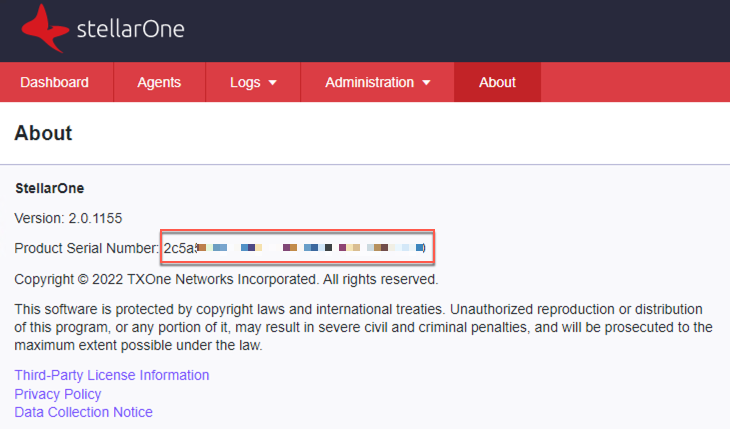 stellarOne
Dashboard Agents Logs Administration About
About
StellarOne
Version: 2.0.1155
Product Serial Number:
Copyright © 2022 TXOne Networks Incorporated. All rights reserved.
This software is protected by copyright laws and international treaties. Unauthorized reproduction or distribution
of this program, or any portion of it, may result in severe civil and criminal penalties, and will be prosecuted to the
maximum extent possible under the law.
Third-Party License Information
Privacy Policy
Data Collection Notice